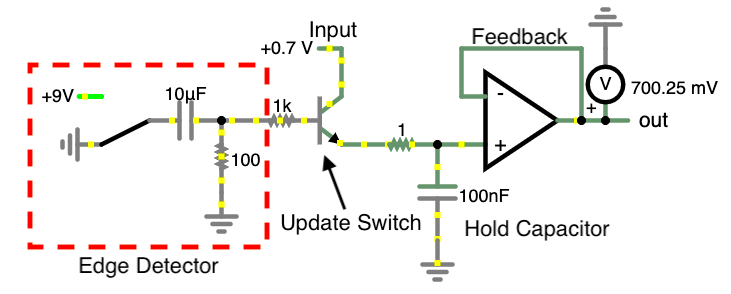 Input
+0.7 V
Feedback
+9V
10µF
1k
V
700.25 mV
-
+
out
1
+
100
100nF
Update Switch
Hold Capacitor
Edge Detector